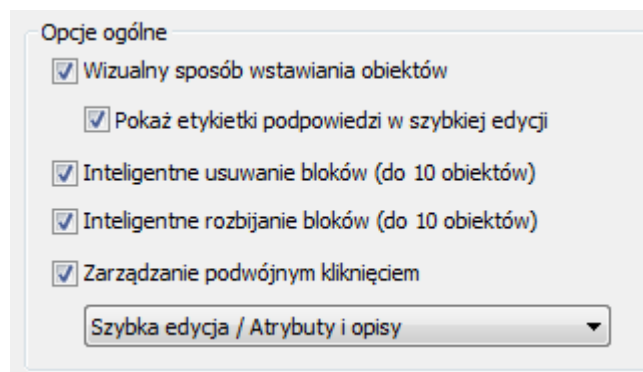 Opcje ogólne
Wizualny sposób wstawiania obiektów
Pokaż etykietki podpowiedzi w szybkiej edycji
Inteligentne usuwanie bloków (do 10 obiektów)
Inteligentne rozbijanie bloków (do 10 obiektów)
Zarządzanie podwójnym kliknięciem
Szybka edycja / Atrybuty i opisy